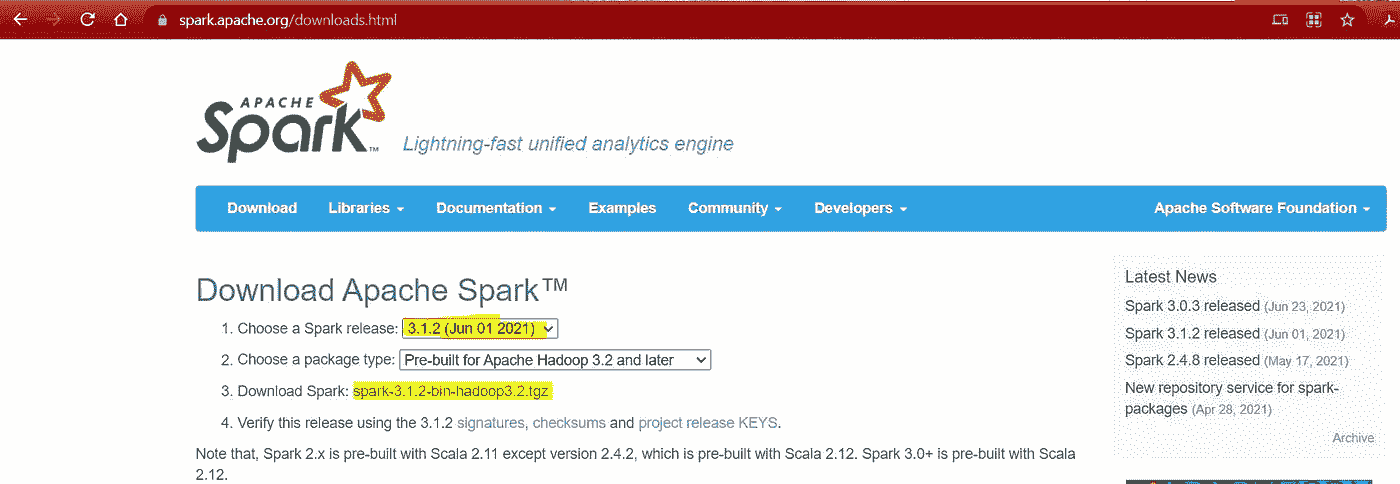 spark.apache.org/downloads.html
APACHE
Spark™
Lightning-fast unified analytics engine
Download Libraries Documentation Examples Community Developers Apache Software Foundation
Download Apache Spark™
1. Choose a Spark release: 3.1.2 (Jun 01 2021)
2. Choose a package type: Pre-built for Apache Hadoop 3.2 and later
3. Download Spark: spark-3.1.2-bin-hadoop3.2.tgz
4. Verify this release using the 3.1.2 signatures, checksums and project release KEYS.
Note that, Spark 2.x is pre-built with Scala 2.11 except version 2.4.2, which is pre-built with Scala 2.12. Spark 3.0+ is pre-built with Scala
2.12.
Latest News
Spark 3.0.3 released (Jun 23, 2021)
Spark 3.1.2 released (Jun 01, 2021)
Spark 2.4.8 released (May 17, 2021)
New repository service for spark-
packages (Apr 28, 2021)
Archive